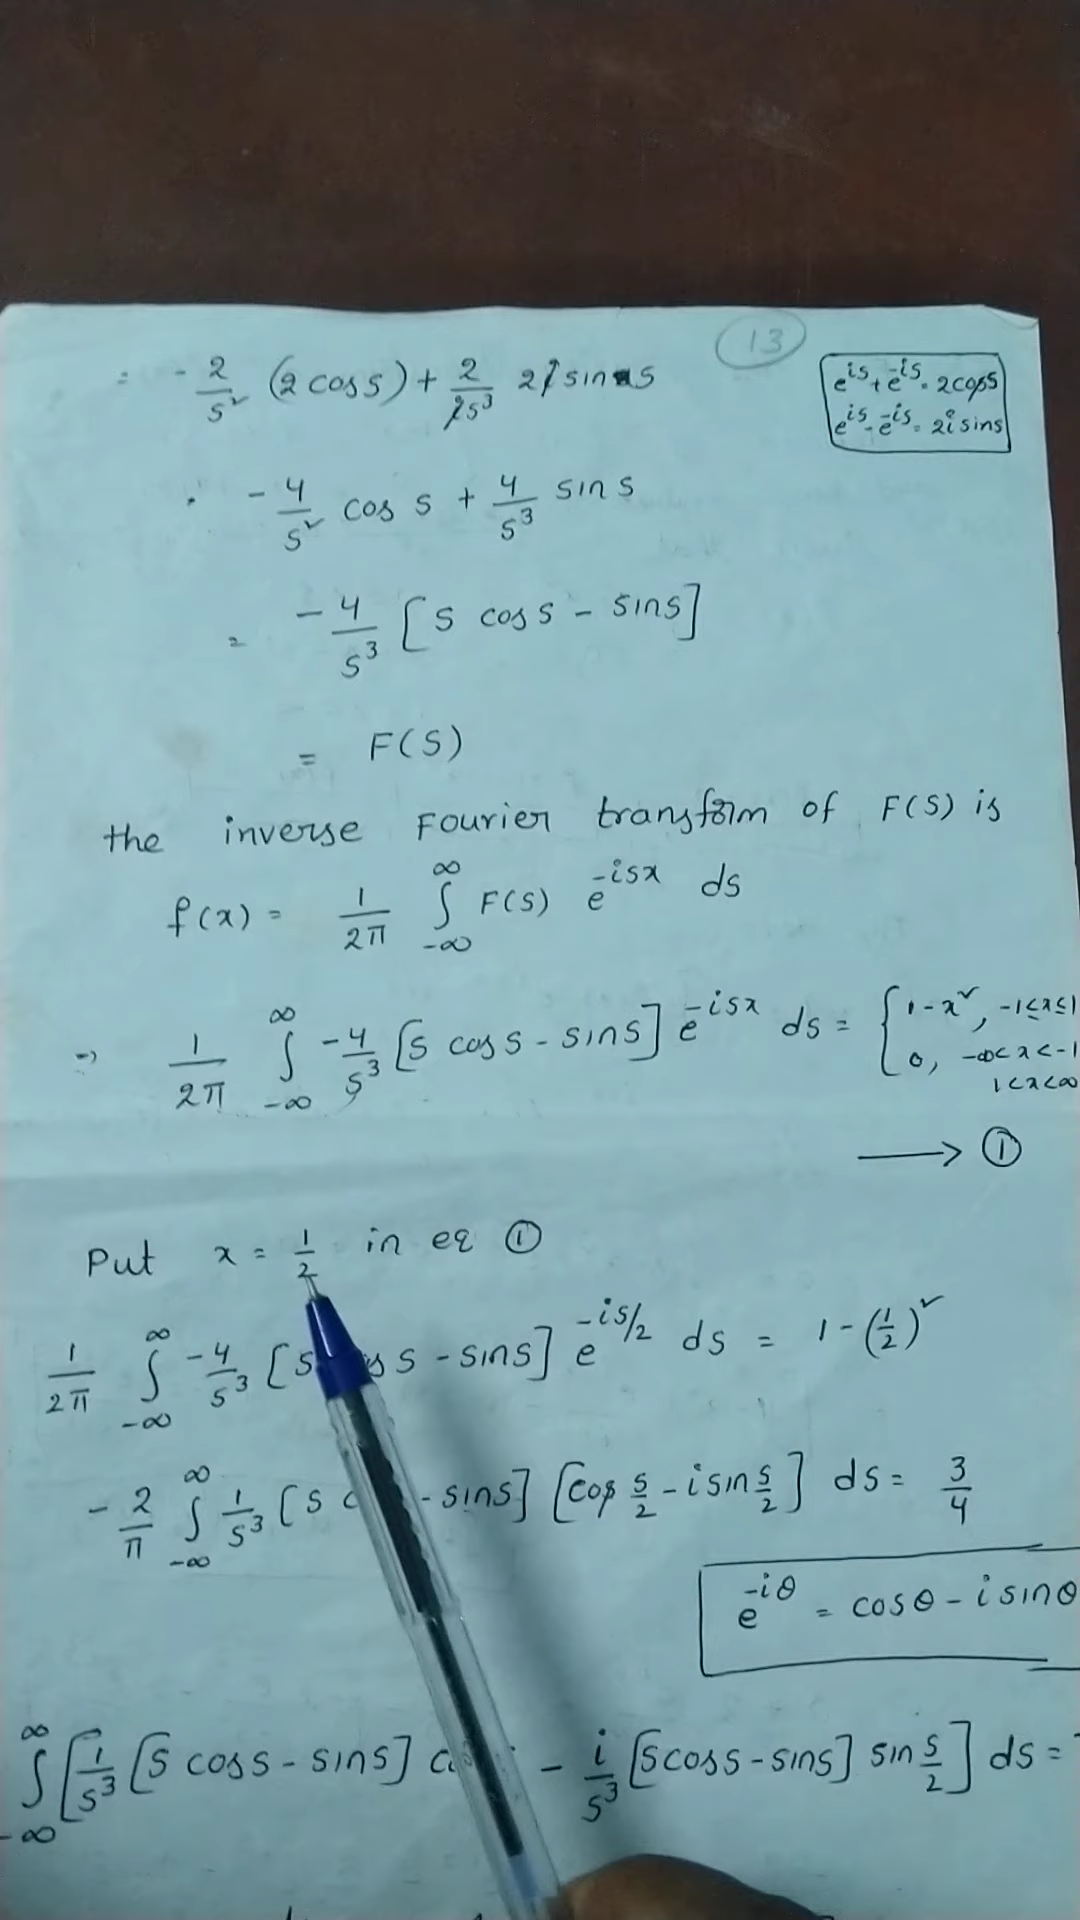 13
= - 2/s² (2 cos s) + 2/is³ 2i sin s
e^{is} + e^{-is} = 2cos s
e^{is} - e^{-is} = 2i sin s
- 4/s² cos s + 4/s³ sin s
= -4/s³ [s cos s - sin s]
= F(s)
the inverse Fourier transform of F(s) is
f(x) = 1/2π ∫_{-∞}^{∞} F(s) e^{-isx} ds
⇒ 1/2π ∫_{-∞}^{∞} -4/s³ [s cos s - sin s] e^{-isx} ds = { 1-x², -1≤x≤1
0, -∞<x<-1
1<x<∞
⟶ ①
Put x = 1/2 in eq ①
1/2π ∫_{-∞}^{∞} -4/s³ [s s - sin s] e^{-is/2} ds = 1 - (1/2)²
- 2/π ∫_{-∞}^{∞} 1/s³ [s - sin s] [cos s/2 - i sin s/2] ds = 3/4
e^{-iθ} = cos θ - i sin θ
∫_{-∞}^{∞} [1/s³ [s cos s - sin s] - i/s³ [s cos s - sin s] sin s/2] ds =